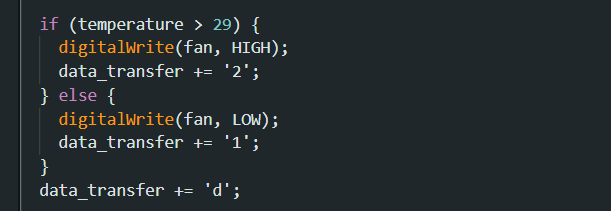 if (temperature > 29) {
  digitalWrite(fan, HIGH);
  data_transfer += '2';
} else {
  digitalWrite(fan, LOW);
  data_transfer += '1';
}
data_transfer += 'd';